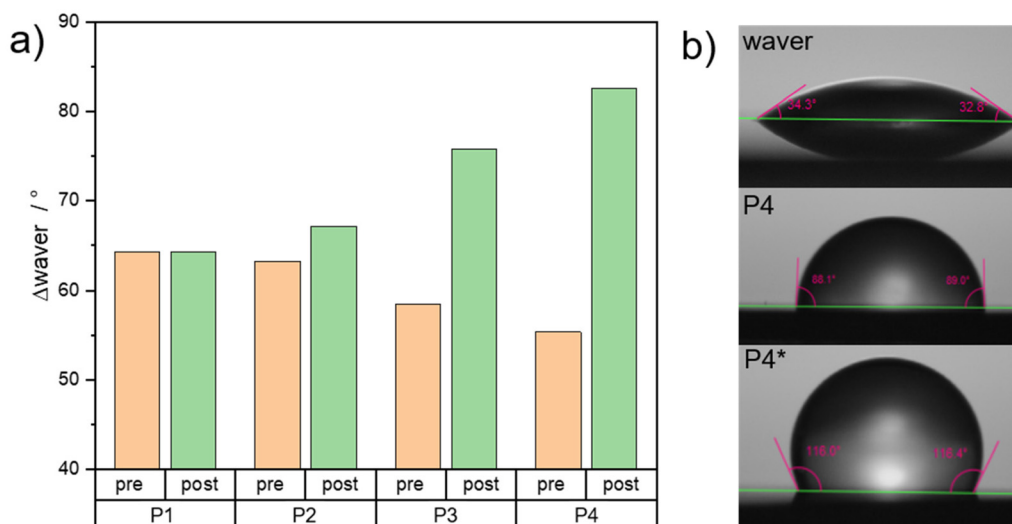 a)
90
80
70
60
50
40
Δwaver / °
pre post pre post pre post pre post
P1 P2 P3 P4
b)
waver
34.3° 32.8°
P4
88.1° 89.0°
P4*
116.0° 116.4°